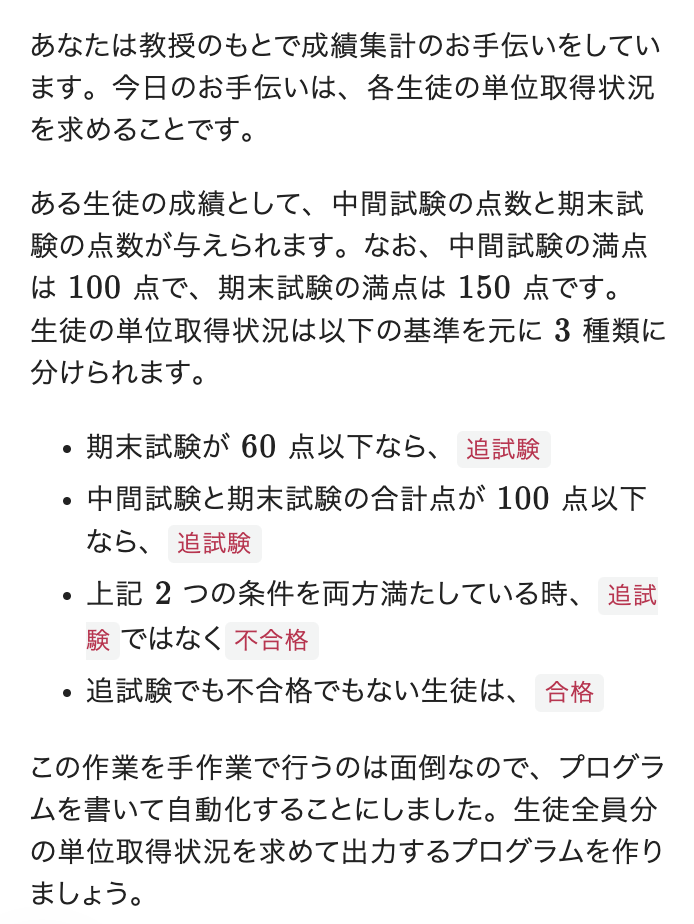 あなたは教授のもとで成績集計のお手伝いをしてい
ます。今日のお手伝いは、各生徒の単位取得状況
を求めることです。
ある生徒の成績として、中間試験の点数と期末試
験の点数が与えられます。なお、中間試験の満点
は 100 点で、期末試験の満点は 150 点です。
生徒の単位取得状況は以下の基準を元に 3 種類に
分けられます。
• 期末試験が 60 点以下なら、 追試験
• 中間試験と期末試験の合計点が 100 点以下
なら、 追試験
• 上記 2 つの条件を両方満たしている時、 追試
験 ではなく 不合格
• 追試験でも不合格でもない生徒は、 合格
この作業を手作業で行うのは面倒なので、プログラ
ムを書いて自動化することにしました。生徒全員分
の単位取得状況を求めて出力するプログラムを作り
ましょう。